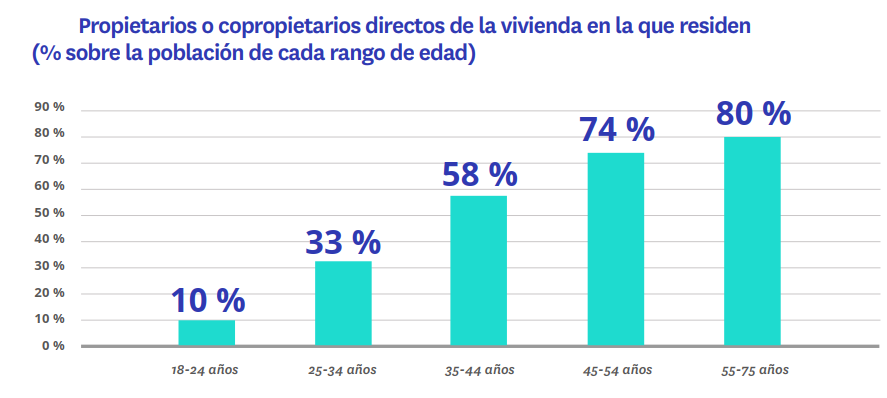 Propietarios o copropietarios directos de la vivienda en la que residen
(% sobre la población de cada rango de edad)
90 %
80 %
70 %
60 %
50 %
40 %
30 %
20 %
10 %
0 %
10 %
33 %
58 %
74 %
80 %
18-24 años
25-34 años
35-44 años
45-54 años
55-75 años